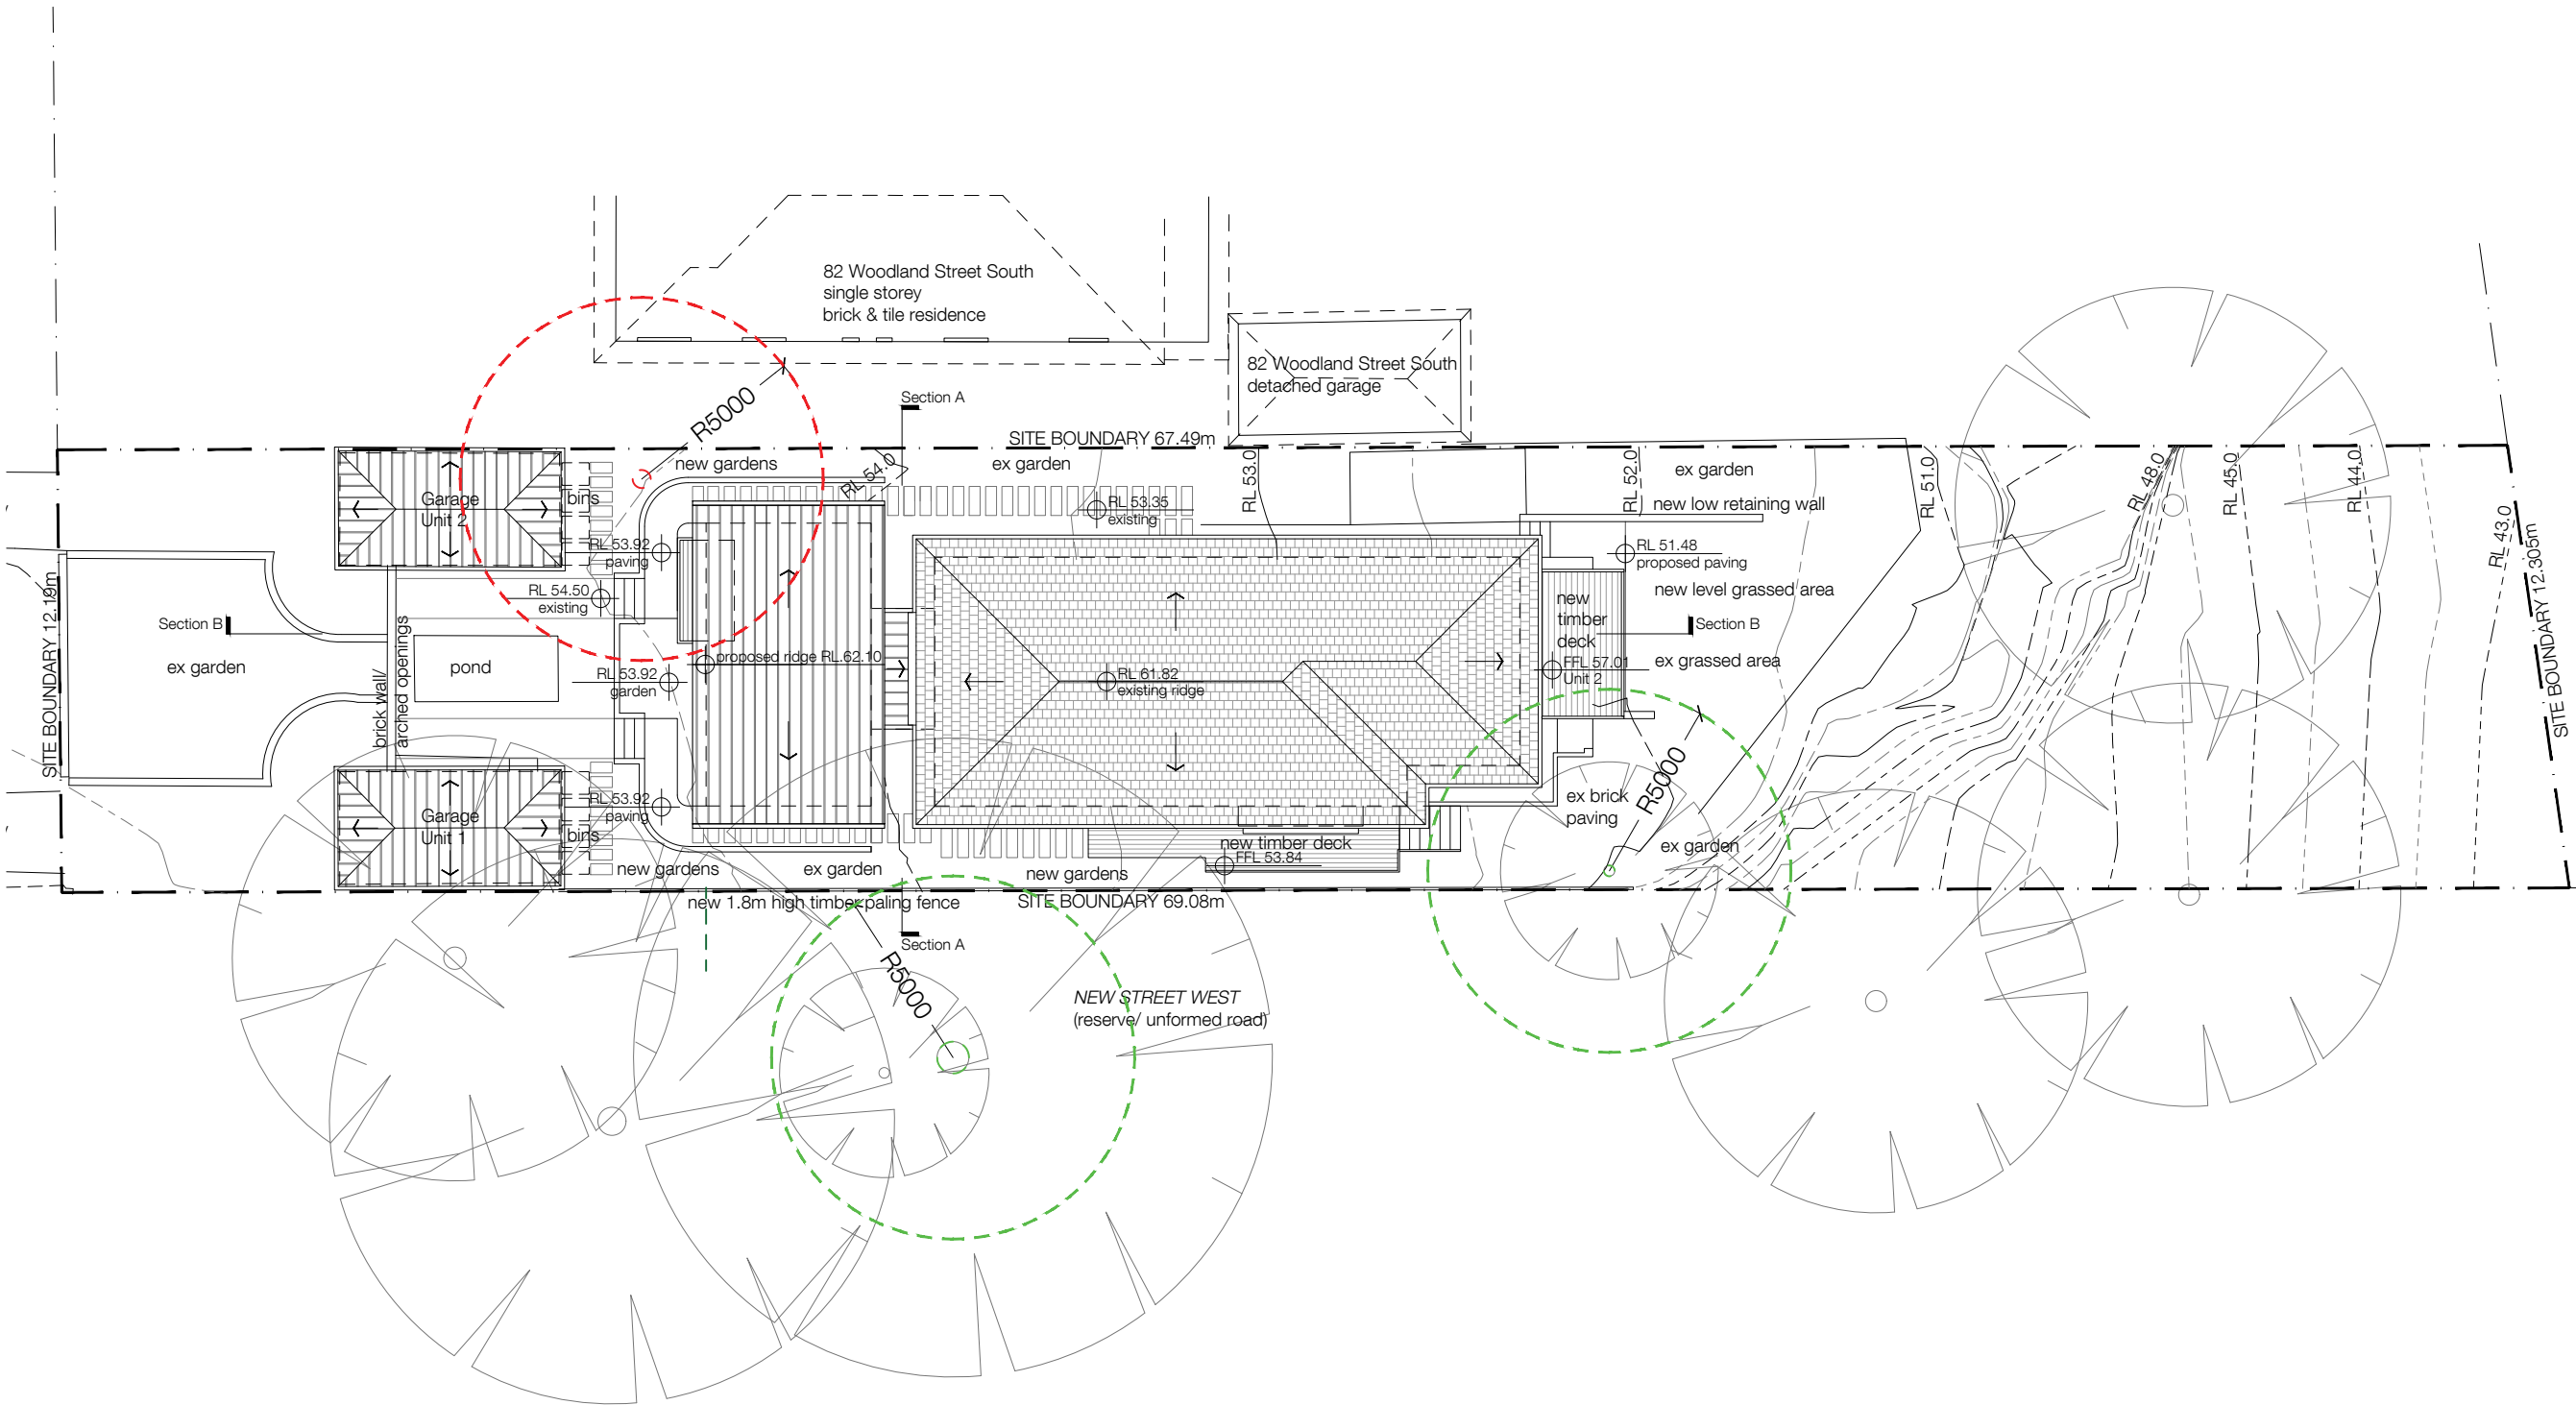 82 Woodland Street South
single storey
brick & tile residence
82 Woodland Street South
detached garage
R5000
Section A
SITE BOUNDARY 67.49m
new gardens
RL 54.0
ex garden
RL 53.0
RL 52.0
ex garden
RL 51.0
RL 48.0
RL 45.0
RL 44.0
RL 43.0
Garage
Unit 2
bins
RL 53.35
existing
new low retaining wall
SITE BOUNDARY 12.19m
SITE BOUNDARY 12.305m
RL 53.92
paving
RL 51.48
proposed paving
RL 54.50
existing
new level grassed area
new
timber
deck
Section B
Section B
ex garden
brick wall/
arched openings
pond
proposed ridge RL.62.10
RL 53.92
garden
RL 61.82
existing ridge
FFL 57.01
Unit 2
ex grassed area
R5000
Garage
Unit 1
bins
RL 53.92
paving
ex brick
paving
new timber deck
FFL 53.84
ex garden
new gardens
ex garden
new gardens
new 1.8m high timber paling fence
SITE BOUNDARY 69.08m
Section A
R5000
NEW STREET WEST
(reserve/ unformed road)